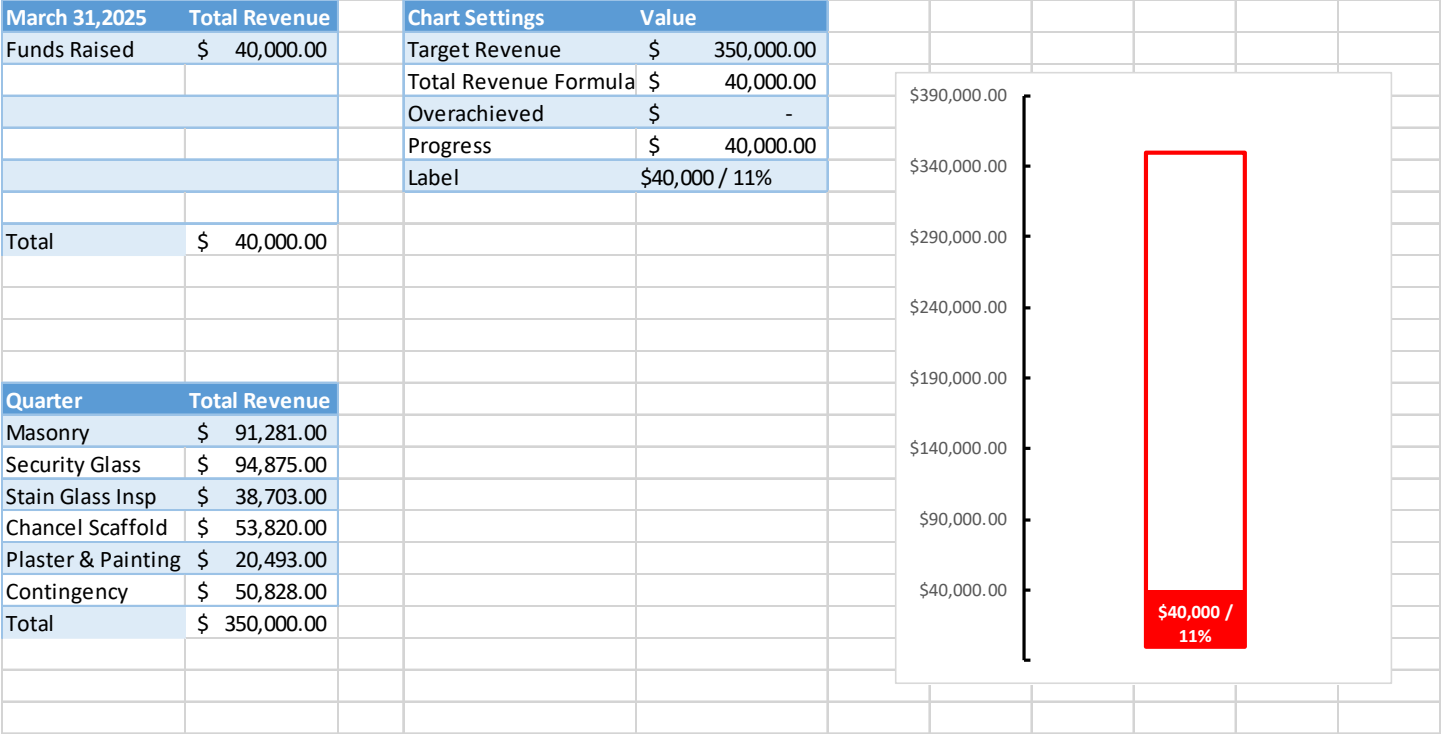 March 31,2025 Total Revenue
Funds Raised $ 40,000.00
Total $ 40,000.00
Chart Settings Value
Target Revenue $ 350,000.00
Total Revenue Formula $ 40,000.00
Overachieved $ -
Progress $ 40,000.00
Label $40,000 / 11%
$390,000.00
$340,000.00
$290,000.00
$240,000.00
$190,000.00
$140,000.00
$90,000.00
$40,000.00
$40,000 /
11%
Quarter Total Revenue
Masonry $ 91,281.00
Security Glass $ 94,875.00
Stain Glass Insp $ 38,703.00
Chancel Scaffold $ 53,820.00
Plaster & Painting $ 20,493.00
Contingency $ 50,828.00
Total $ 350,000.00